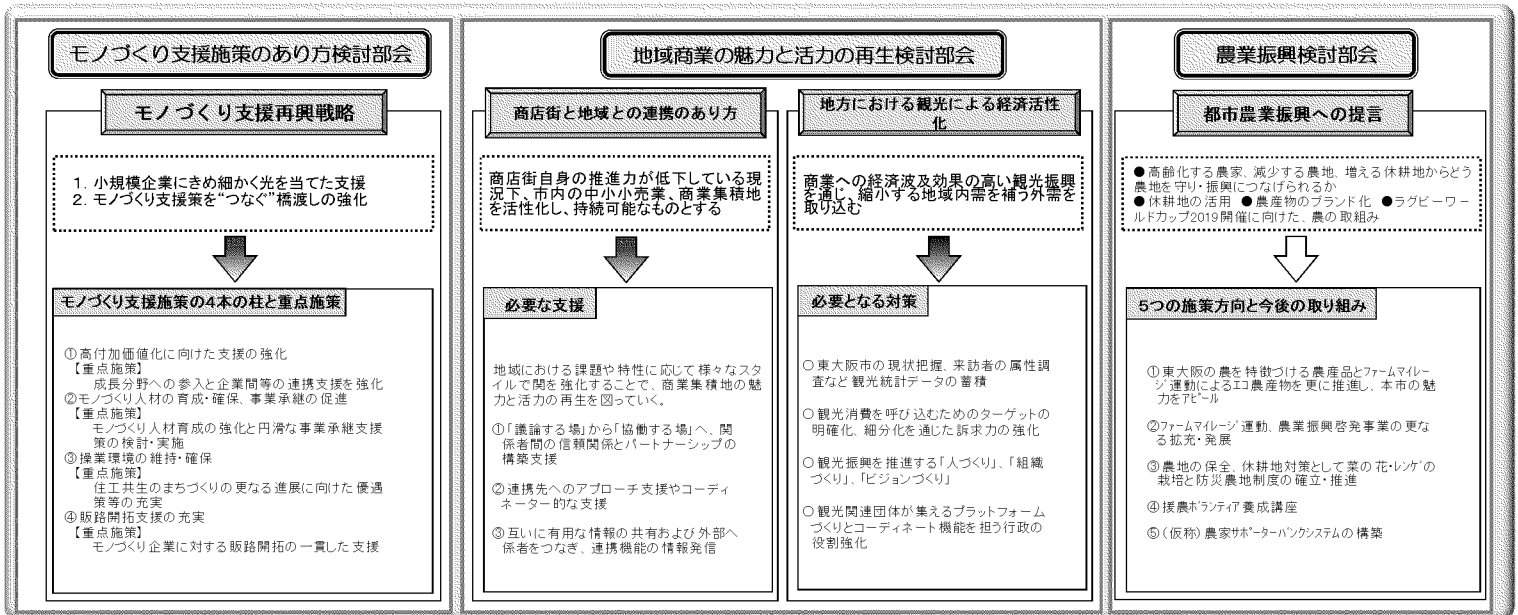 モノづくり支援施策のあり方検討部会
モノづくり支援再興戦略
1. 小規模企業にきめ細かく光を当てた支援
2. モノづくり支援策を“つなぐ”橋渡しの強化
モノづくり支援施策の4本の柱と重点施策
①高付加価値化に向けた支援の強化
【重点施策】
成長分野への参入と企業間等の連携支援を強化
②モノづくり人材の育成・確保、事業承継の促進
【重点施策】
モノづくり人材育成の強化と円滑な事業承継支援
策の検討・実施
③操業環境の維持・確保
【重点施策】
住工共生のまちづくりの更なる進展に向けた優遇
策等の充実
④販路開拓支援の充実
【重点施策】
モノづくり企業に対する販路開拓の一貫した支援
地域商業の魅力と活力の再生検討部会
商店街と地域との連携のあり方
商店街自身の推進力が低下している現
況下、市内の中小小売業、商業集積地
を活性化し、持続可能なものとする
必要な支援
地域における課題や特性に応じて様々なスタ
イルで関を強化することで、商業集積地の魅
力と活力の再生を図っていく。
①「議論する場」から「協働する場」へ、関
係者間の信頼関係とパートナーシップの
構築支援
②連携先へのアプローチ支援やコーディ
ネーター的な支援
③互いに有用な情報の共有および外部へ
係者をつなぎ、連携機能の情報発信
地方における観光による経済活性
化
商業への経済波及効果の高い観光振興
を通じ、縮小する地域内需を補う外需を
取り込む
必要となる対策
○東大阪市の現状把握、来訪者の属性調
査など観光統計データの蓄積
○観光消費を呼び込むためのターゲットの
明確化、細分化を通じた訴求力の強化
○観光振興を推進する「人づくり」、「組織
づくり」、「ビジョンづくり」
○観光関連団体が集えるプラットフォーム
づくりとコーディネート機能を担う行政の
役割強化
農業振興検討部会
都市農業振興への提言
●高齢化する農家、減少する農地、増える休耕地からどう
農地を守り・振興につなげられるか
●休耕地の活用 ●農産物のブランド化 ●ラグビーワー
ルドカップ2019開催に向けた、農の取組み
5つの施策方向と今後の取り組み
①東大阪の農を特徴づける農産品とファームマイレー
ジ運動によるエコ農産物を更に推進し、本市の魅
力をアピール
②ファームマイレージ運動、農業振興啓発事業の更な
る拡充・発展
③農地の保全、休耕地対策として菜の花・レンゲの
栽培と防災農地制度の確立・推進
④援農ボランティア養成講座
⑤(仮称)農家サポーターバンクシステムの構築